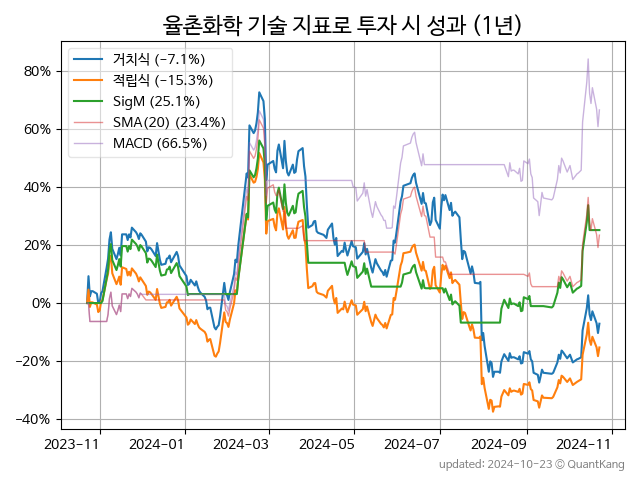 율촌화학 기술 지표로 투자 시 성과 (1년)
거치식 (−7.1%)
적립식 (−15.3%)
SigM (25.1%)
SMA(20) (23.4%)
MACD (66.5%)
80%
60%
40%
20%
0%
−20%
−40%
2023-11 2024-01 2024-03 2024-05 2024-07 2024-09 2024-11
updated: 2024-10-23 ⓒ QuantKang